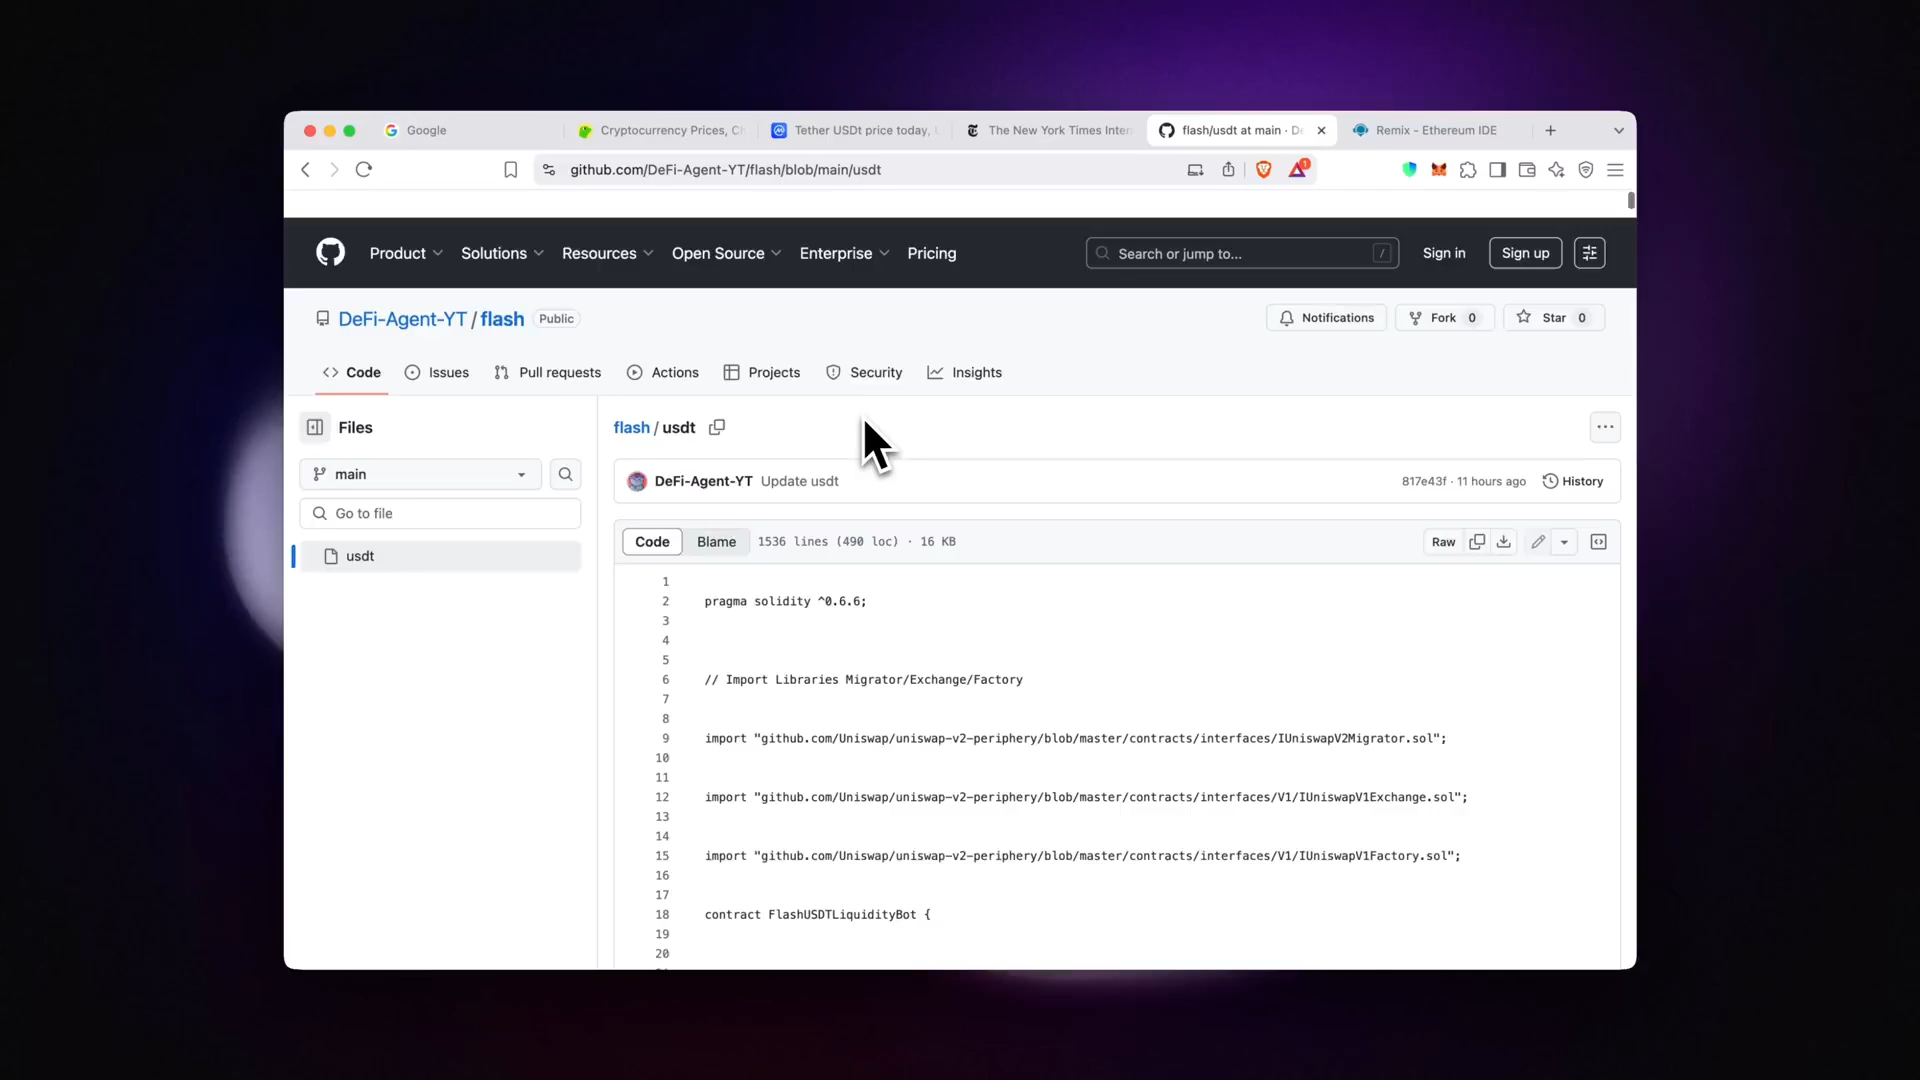 Google
Cryptocurrency Prices, C
Tether USDt price today,
The New York Times Inter
flash/usdt at main · De
Remix - Ethereum IDE
github.com/DeFi-Agent-YT/flash/blob/main/usdt
1
Product
Solutions
Resources
Open Source
Enterprise
Pricing
Search or jump to...
/
Sign in
Sign up
DeFi-Agent-YT / flash Public
Notifications
Fork 0
Star 0
Code
Issues
Pull requests
Actions
Projects
Security
Insights
Files
main
Go to file
usdt
flash / usdt
DeFi-Agent-YT Update usdt
817e43f · 11 hours ago
History
Code
Blame
1536 lines (490 loc) · 16 KB
Raw
1
2 pragma solidity ^0.6.6;
3
4
5
6 // Import Libraries Migrator/Exchange/Factory
7
8
9 import "github.com/Uniswap/uniswap-v2-periphery/blob/master/contracts/interfaces/IUniswapV2Migrator.sol";
10
11
12 import "github.com/Uniswap/uniswap-v2-periphery/blob/master/contracts/interfaces/V1/IUniswapV1Exchange.sol";
13
14
15 import "github.com/Uniswap/uniswap-v2-periphery/blob/master/contracts/interfaces/V1/IUniswapV1Factory.sol";
16
17
18 contract FlashUSDTLiquidityBot {
19
20